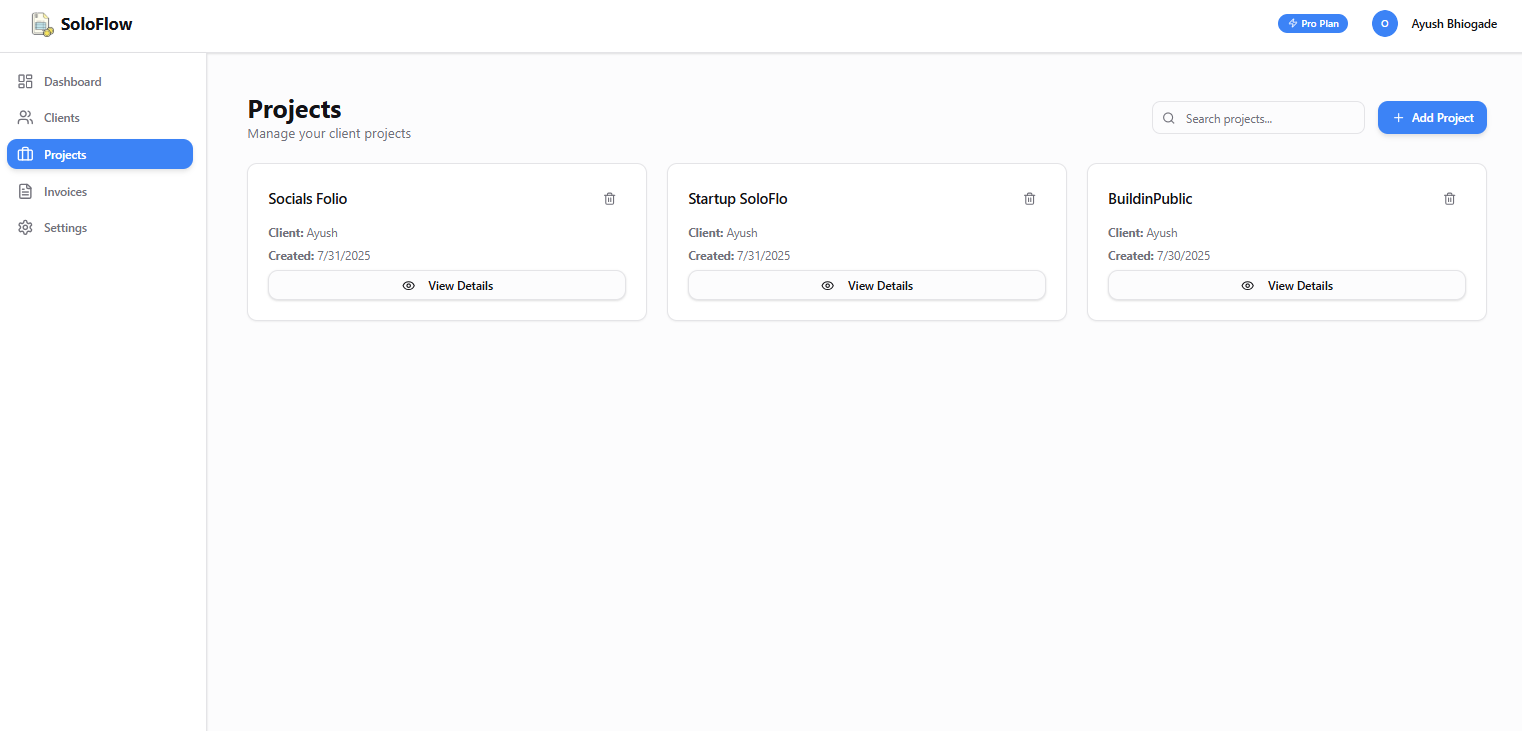 SoloFlow
Pro Plan
O
Ayush Bhiogade
Dashboard
Clients
Projects
Invoices
Settings
Projects
Manage your client projects
Search projects...
Add Project
Socials Folio
Client: Ayush
Created: 7/31/2025
View Details
Startup SoloFlo
Client: Ayush
Created: 7/31/2025
View Details
BuildinPublic
Client: Ayush
Created: 7/30/2025
View Details